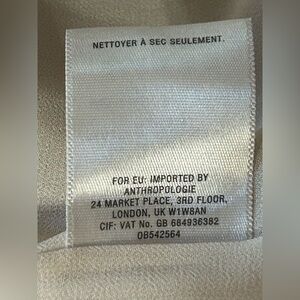 NETTOYER À SEC SEULEMENT.
FOR EU: IMPORTED BY
ANTHROPOLOGIE
24 MARKET PLACE, 3RD FLOOR,
LONDON, UK W1W8AN
CIF: VAT No. GB 684936382
OB542564